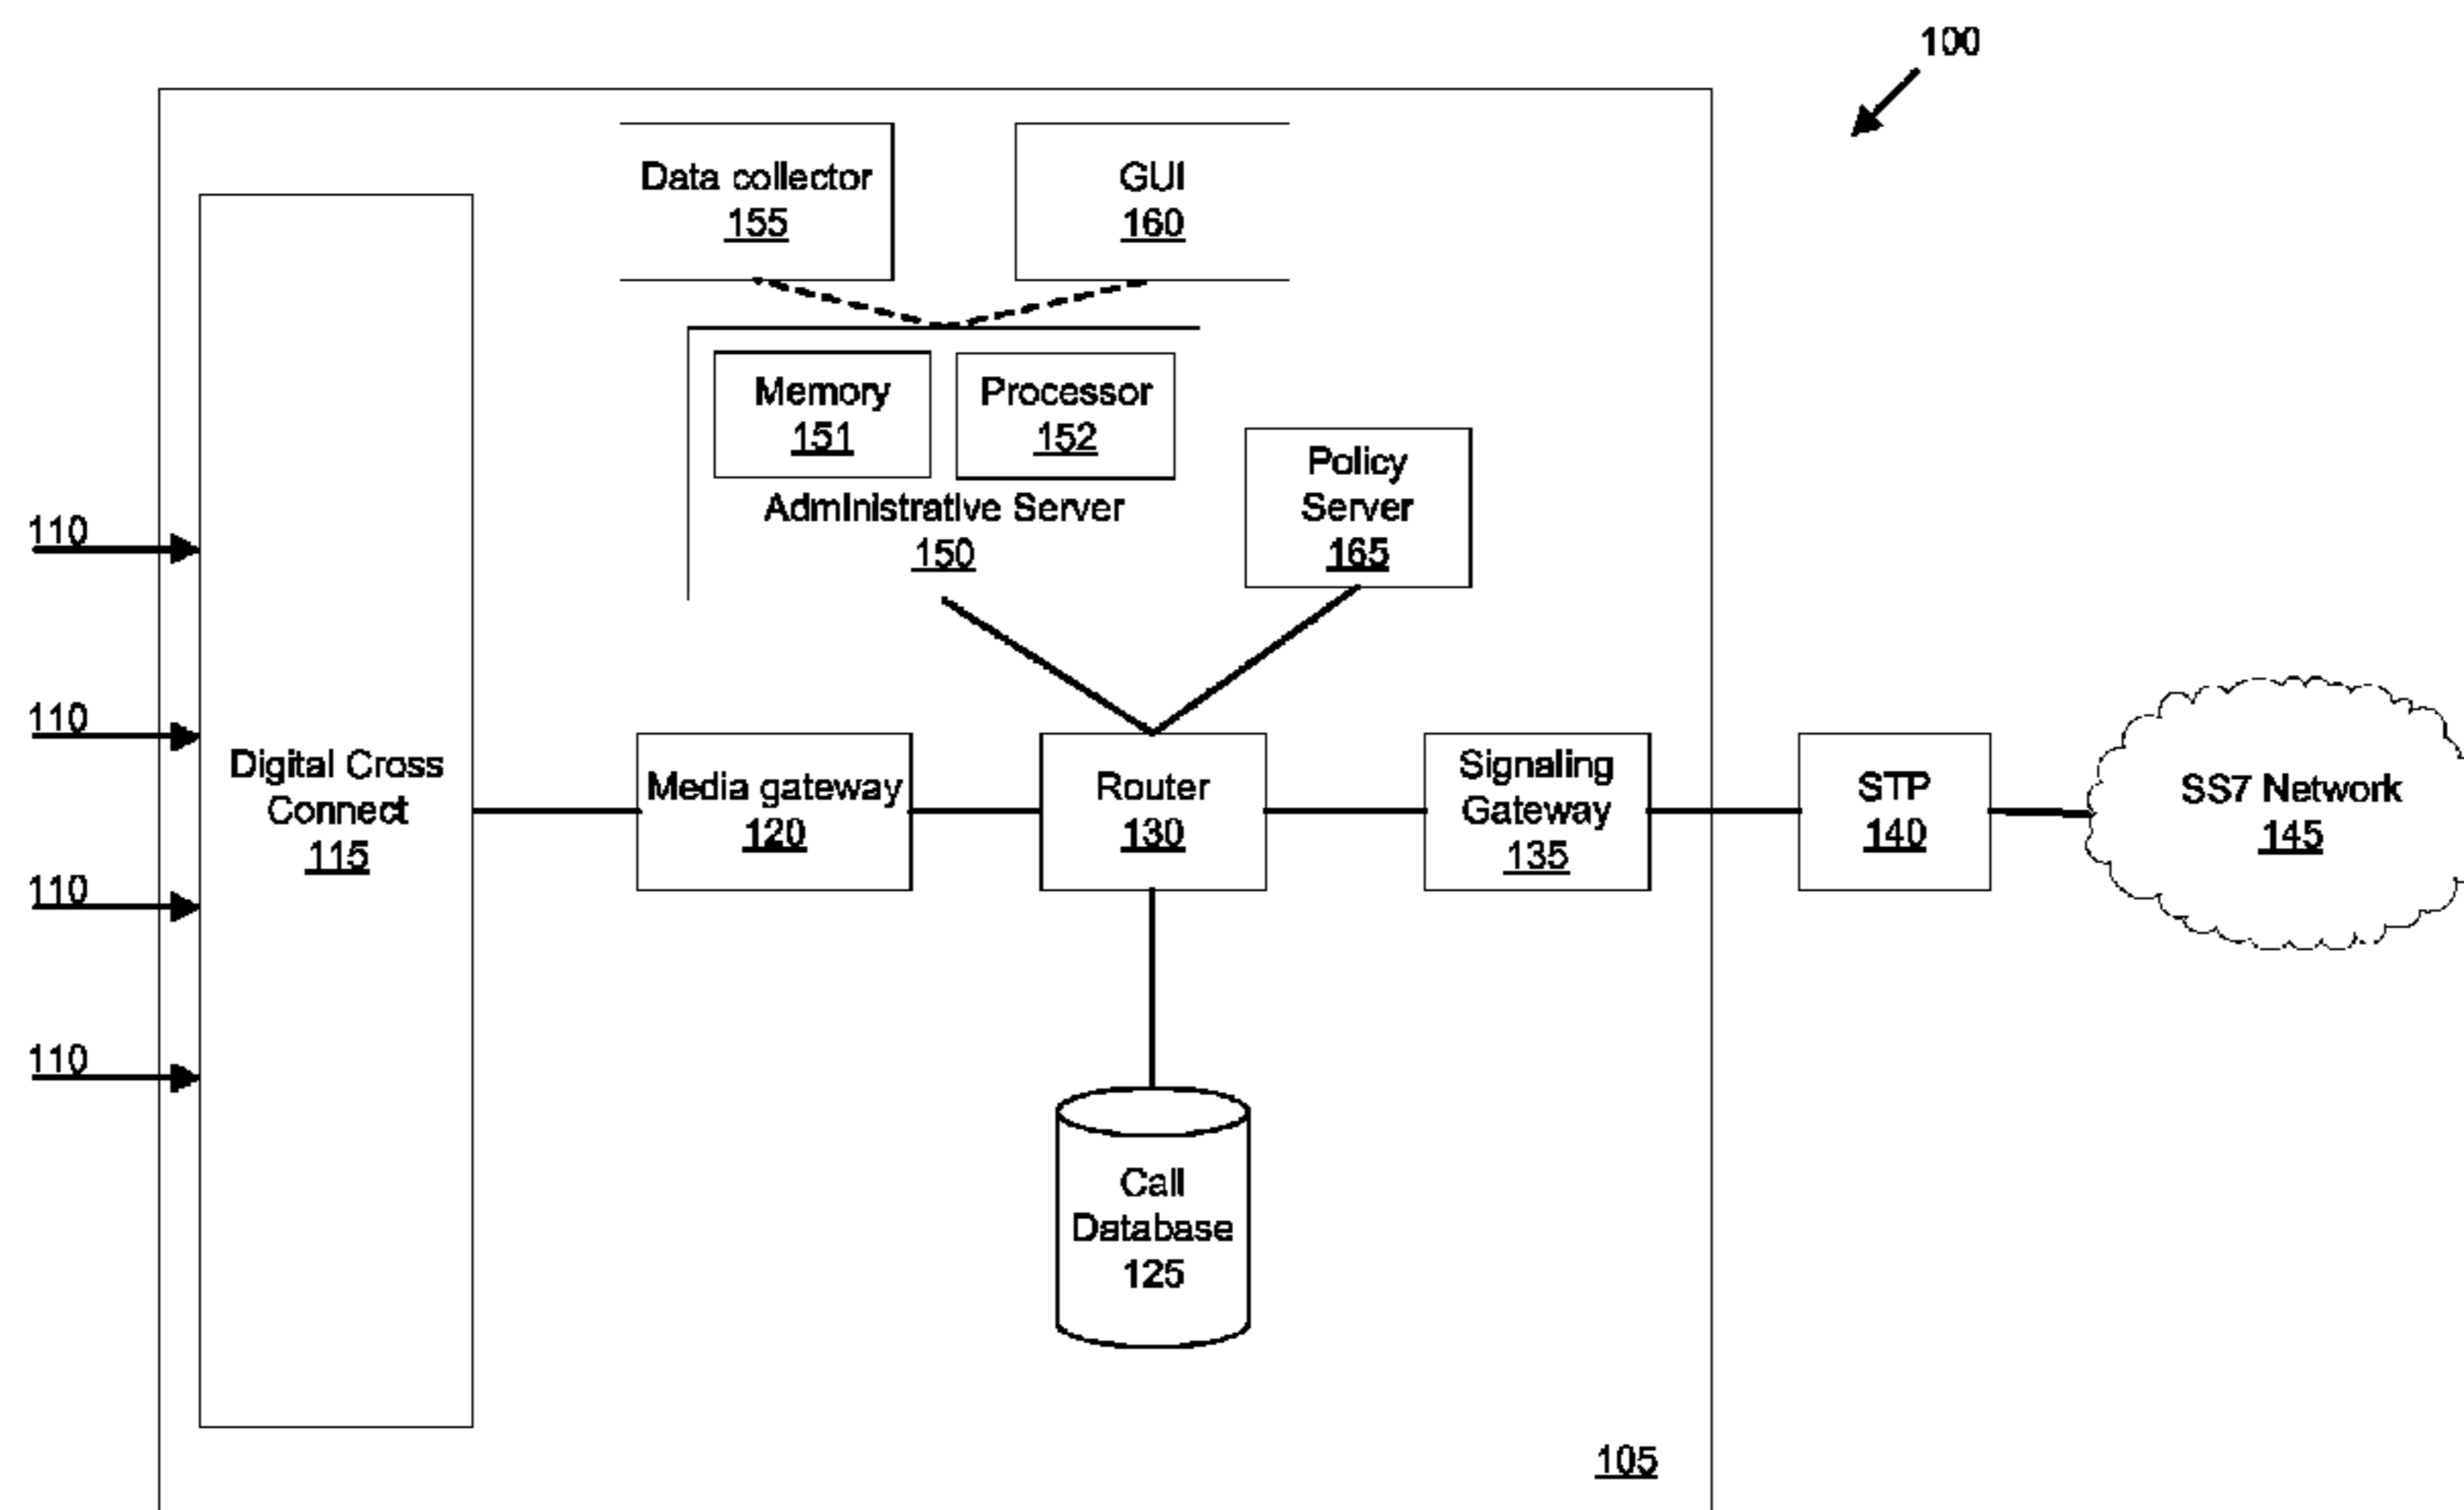 100
Data collector
155
GUI
160
Memory
151
Processor
152
Administrative Server
150
Policy
Server
165
110
110
110
110
Digital Cross
Connect
115
Media gateway
120
Router
130
Signaling
Gateway
135
STP
140
SS7 Network
145
Call
Database
125
105